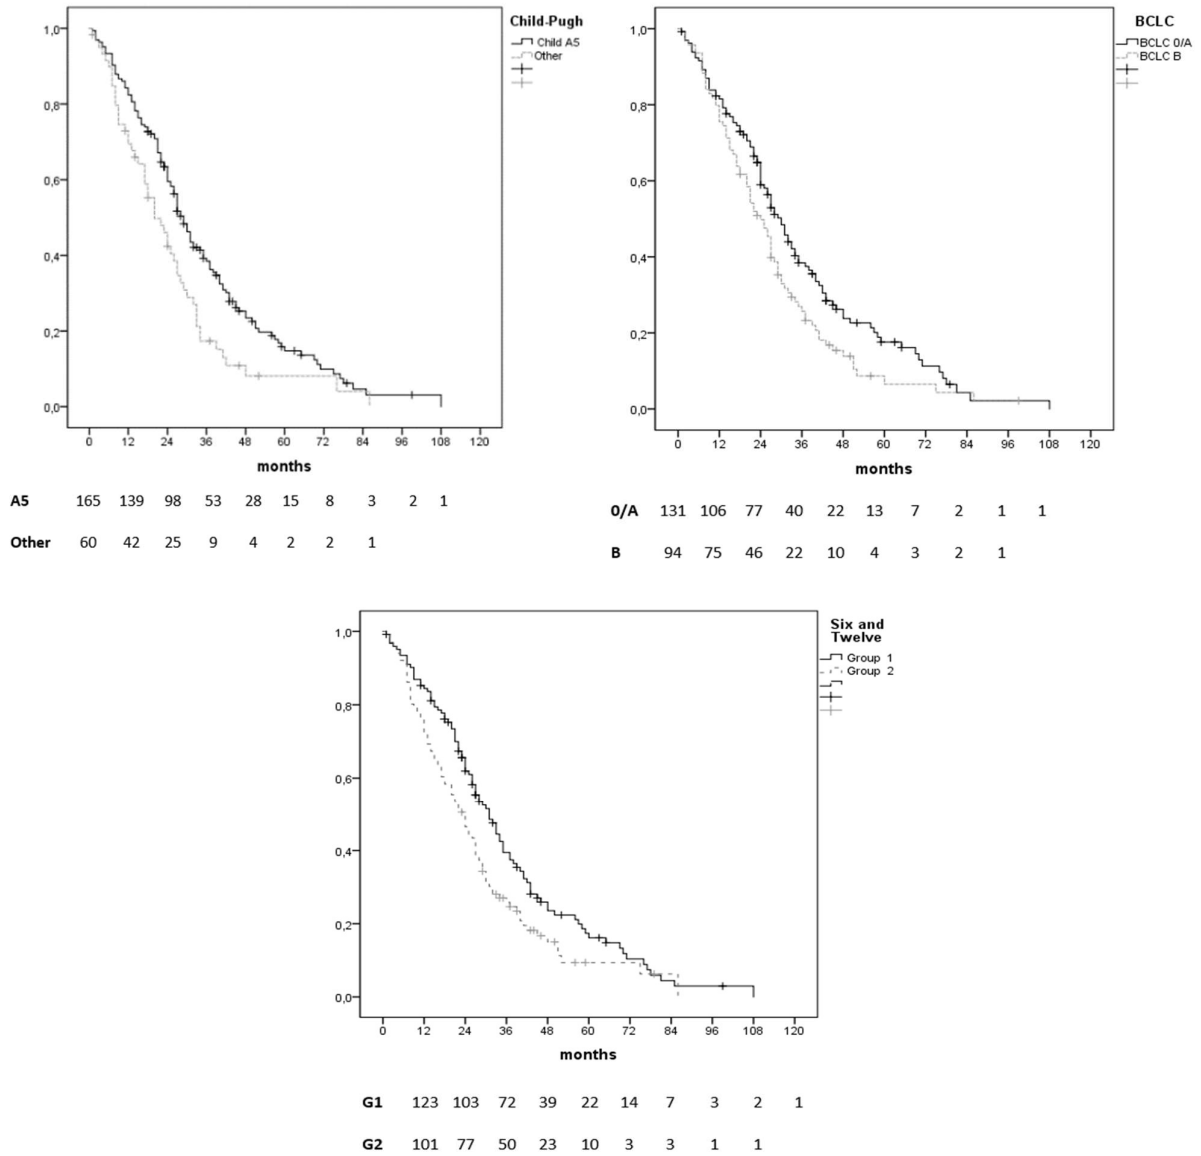 Child-Pugh
Child A5
Other
1,0
0,8
0,6
0,4
0,2
0,0
0 12 24 36 48 60 72 84 96 108 120
months
A5 165 139 98 53 28 15 8 3 2 1
Other 60 42 25 9 4 2 2 1
BCLC
BCLC 0/A
BCLC B
1,0
0,8
0,6
0,4
0,2
0,0
0 12 24 36 48 60 72 84 96 108 120
months
0/A 131 106 77 40 22 13 7 2 1 1
B 94 75 46 22 10 4 3 2 1
Six and
Twelve
Group 1
Group 2
1,0
0,8
0,6
0,4
0,2
0,0
0 12 24 36 48 60 72 84 96 108 120
months
G1 123 103 72 39 22 14 7 3 2 1
G2 101 77 50 23 10 3 3 1 1